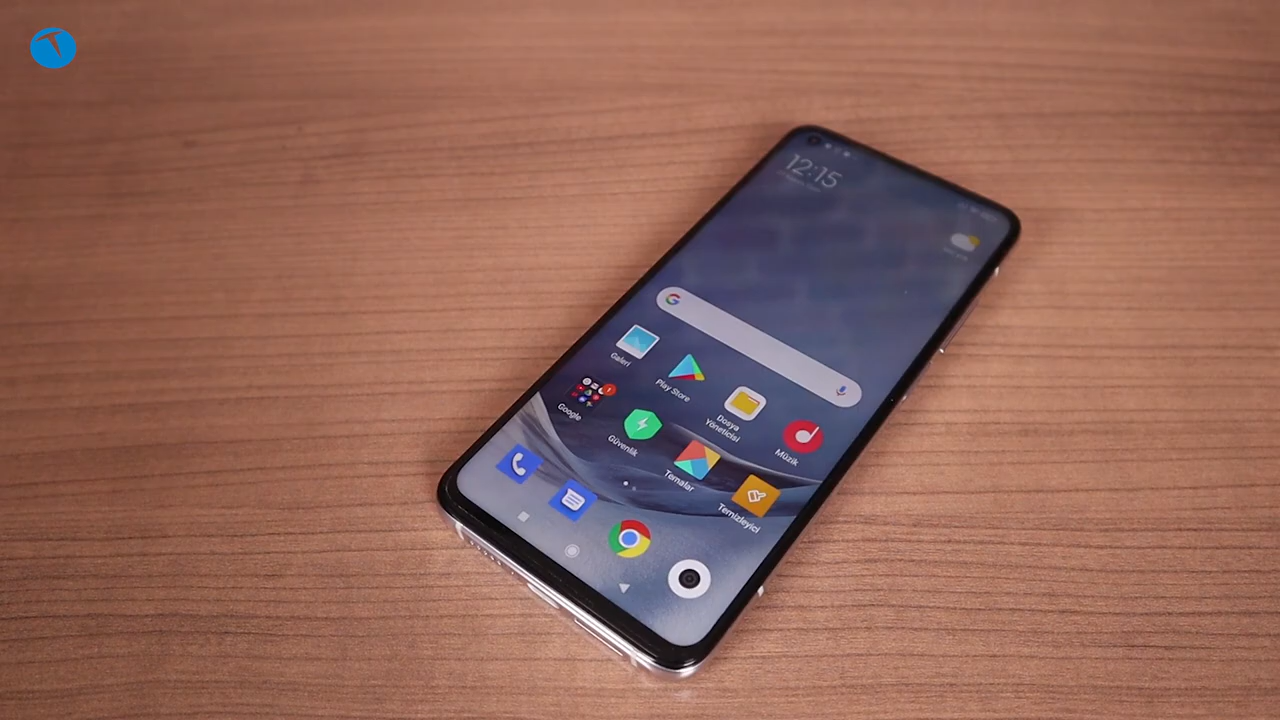 12:15
Galeri
Play Store
Dosya
Yöneticisi
Müzik
Google
Güvenlik
Temalar
Temizleyici